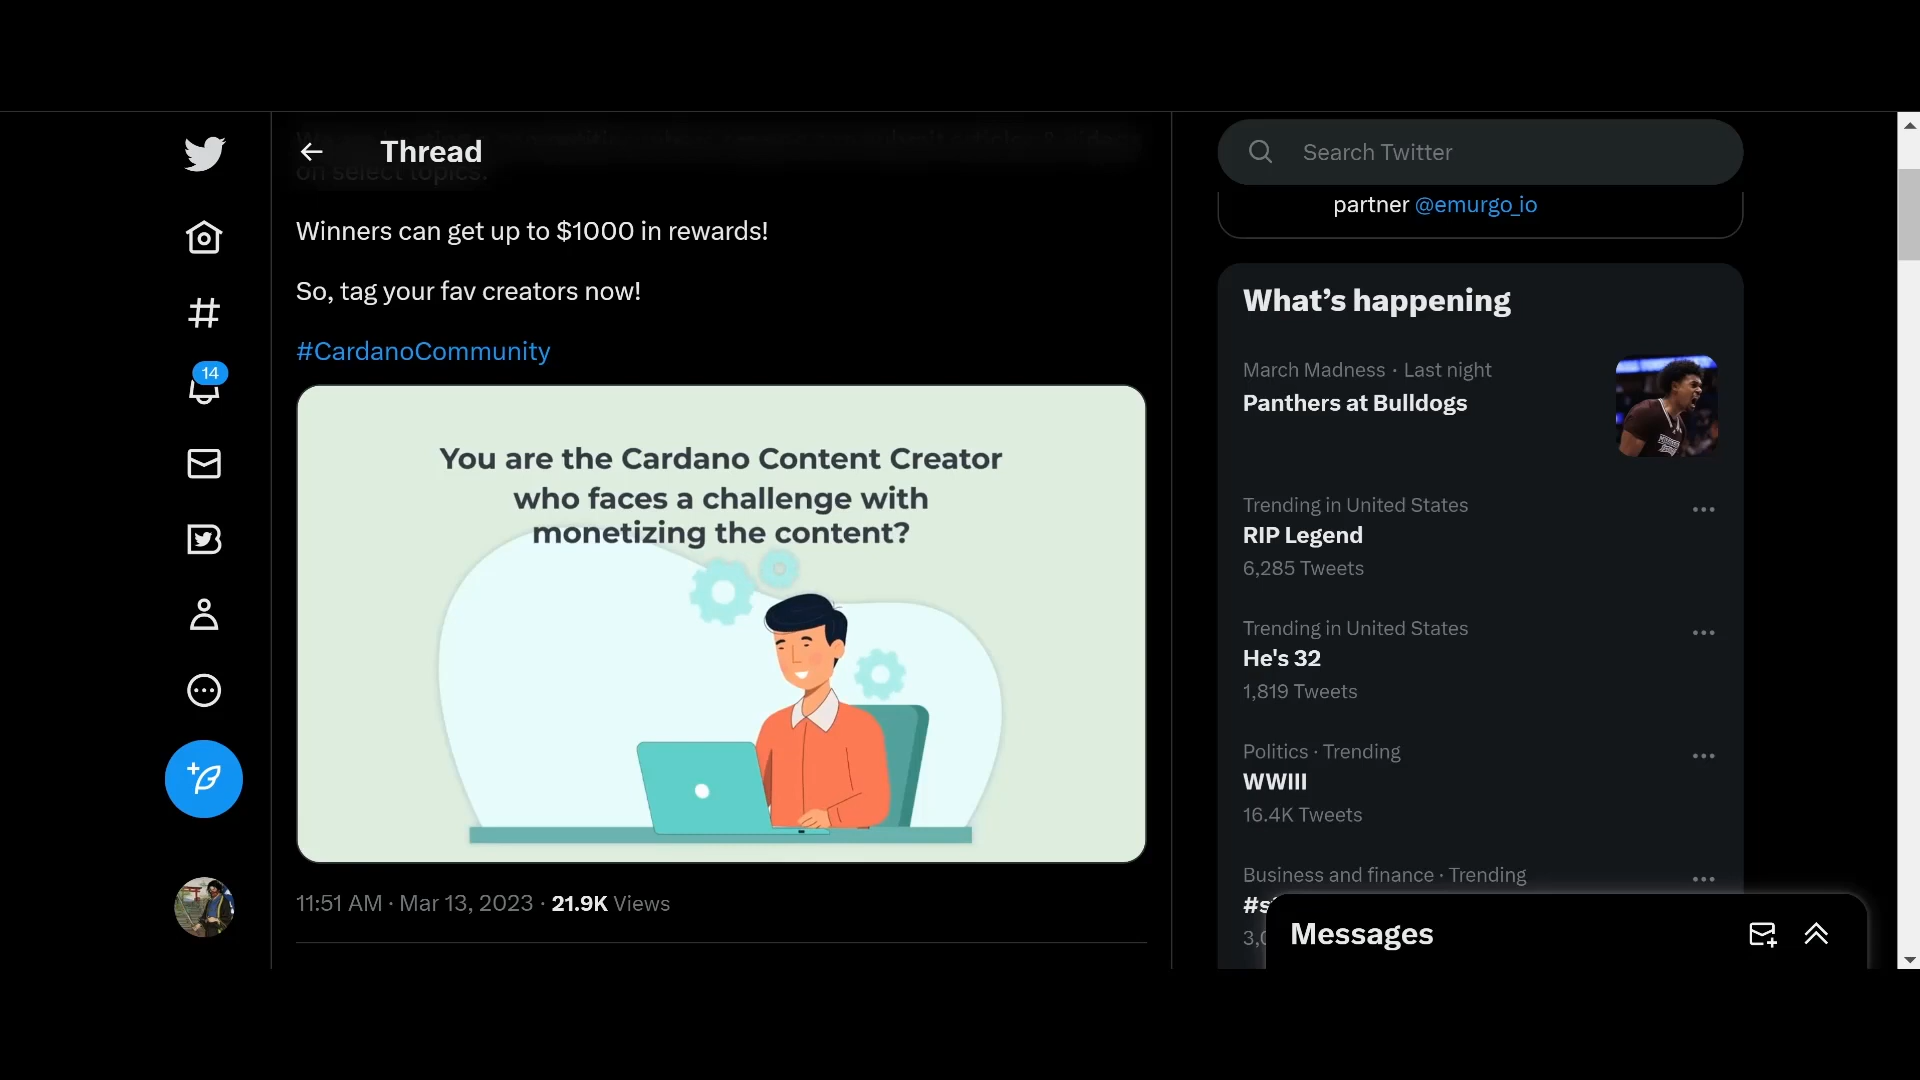 Thread
on select topics.
Winners can get up to $1000 in rewards!
So, tag your fav creators now!
#CardanoCommunity
You are the Cardano Content Creator
who faces a challenge with
monetizing the content?
11:51 AM · Mar 13, 2023 · 21.9K Views
14
Search Twitter
partner @emurgo_io
What's happening
March Madness · Last night
Panthers at Bulldogs
Trending in United States
RIP Legend
6,285 Tweets
Trending in United States
He's 32
1,819 Tweets
Politics · Trending
WWIII
16.4K Tweets
Business and finance · Trending
Messages